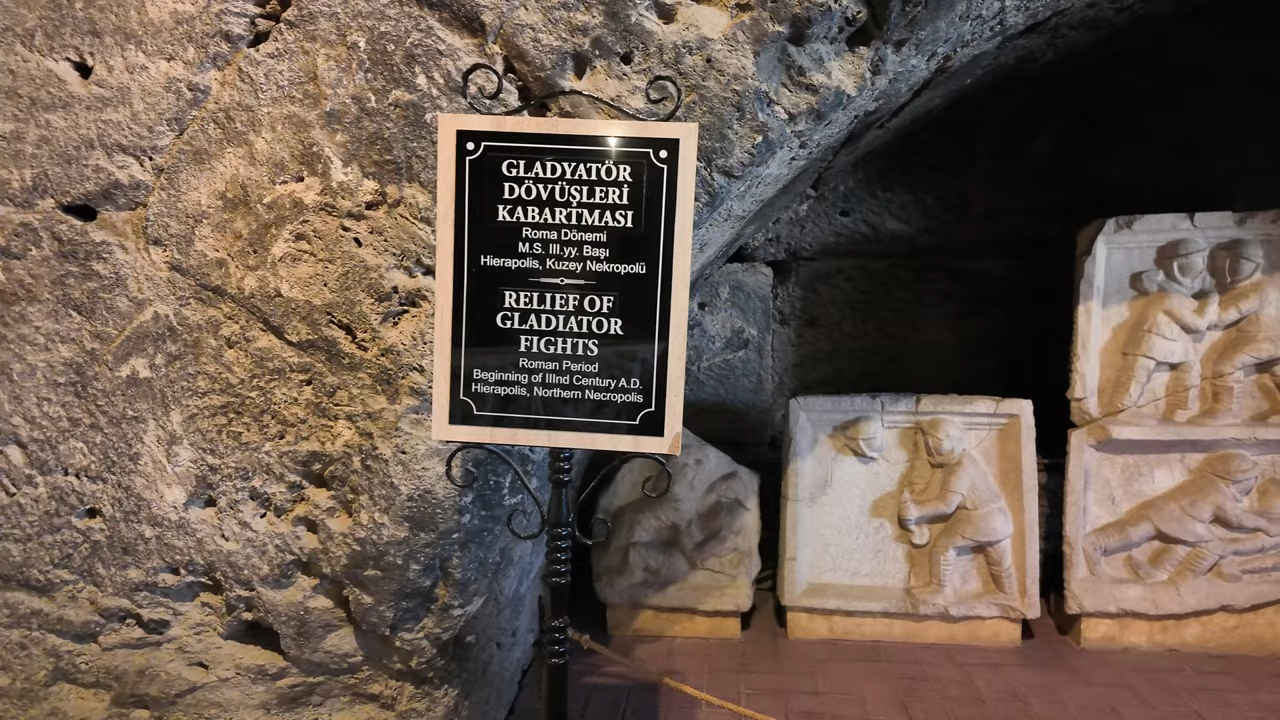 GLADYATÖR
DÖVÜŞLERİ
KABARTMASI
Roma Dönemi
M.S. III.yy. Başı
Hierapolis, Kuzey Nekropolü
RELIEF OF
GLADIATOR
FIGHTS
Roman Period
Beginning of IIInd Century A.D.
Hierapolis, Northern Necropolis